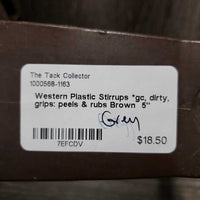 The Tack Collector
1000568-1163
Western Plastic Stirrups *gc, dirty,
grips: peels & rubs Brown 5"
Grey
$18.50
7EFCDV